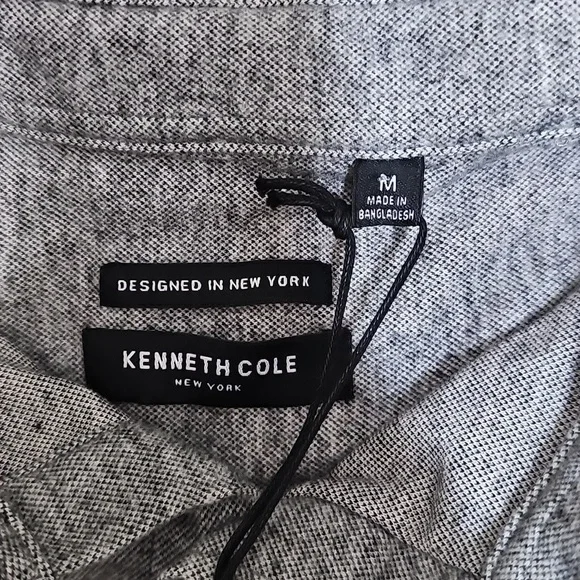 M
MADE IN
BANGLADESH
DESIGNED IN NEW YORK
KENNETH COLE
NEW YORK